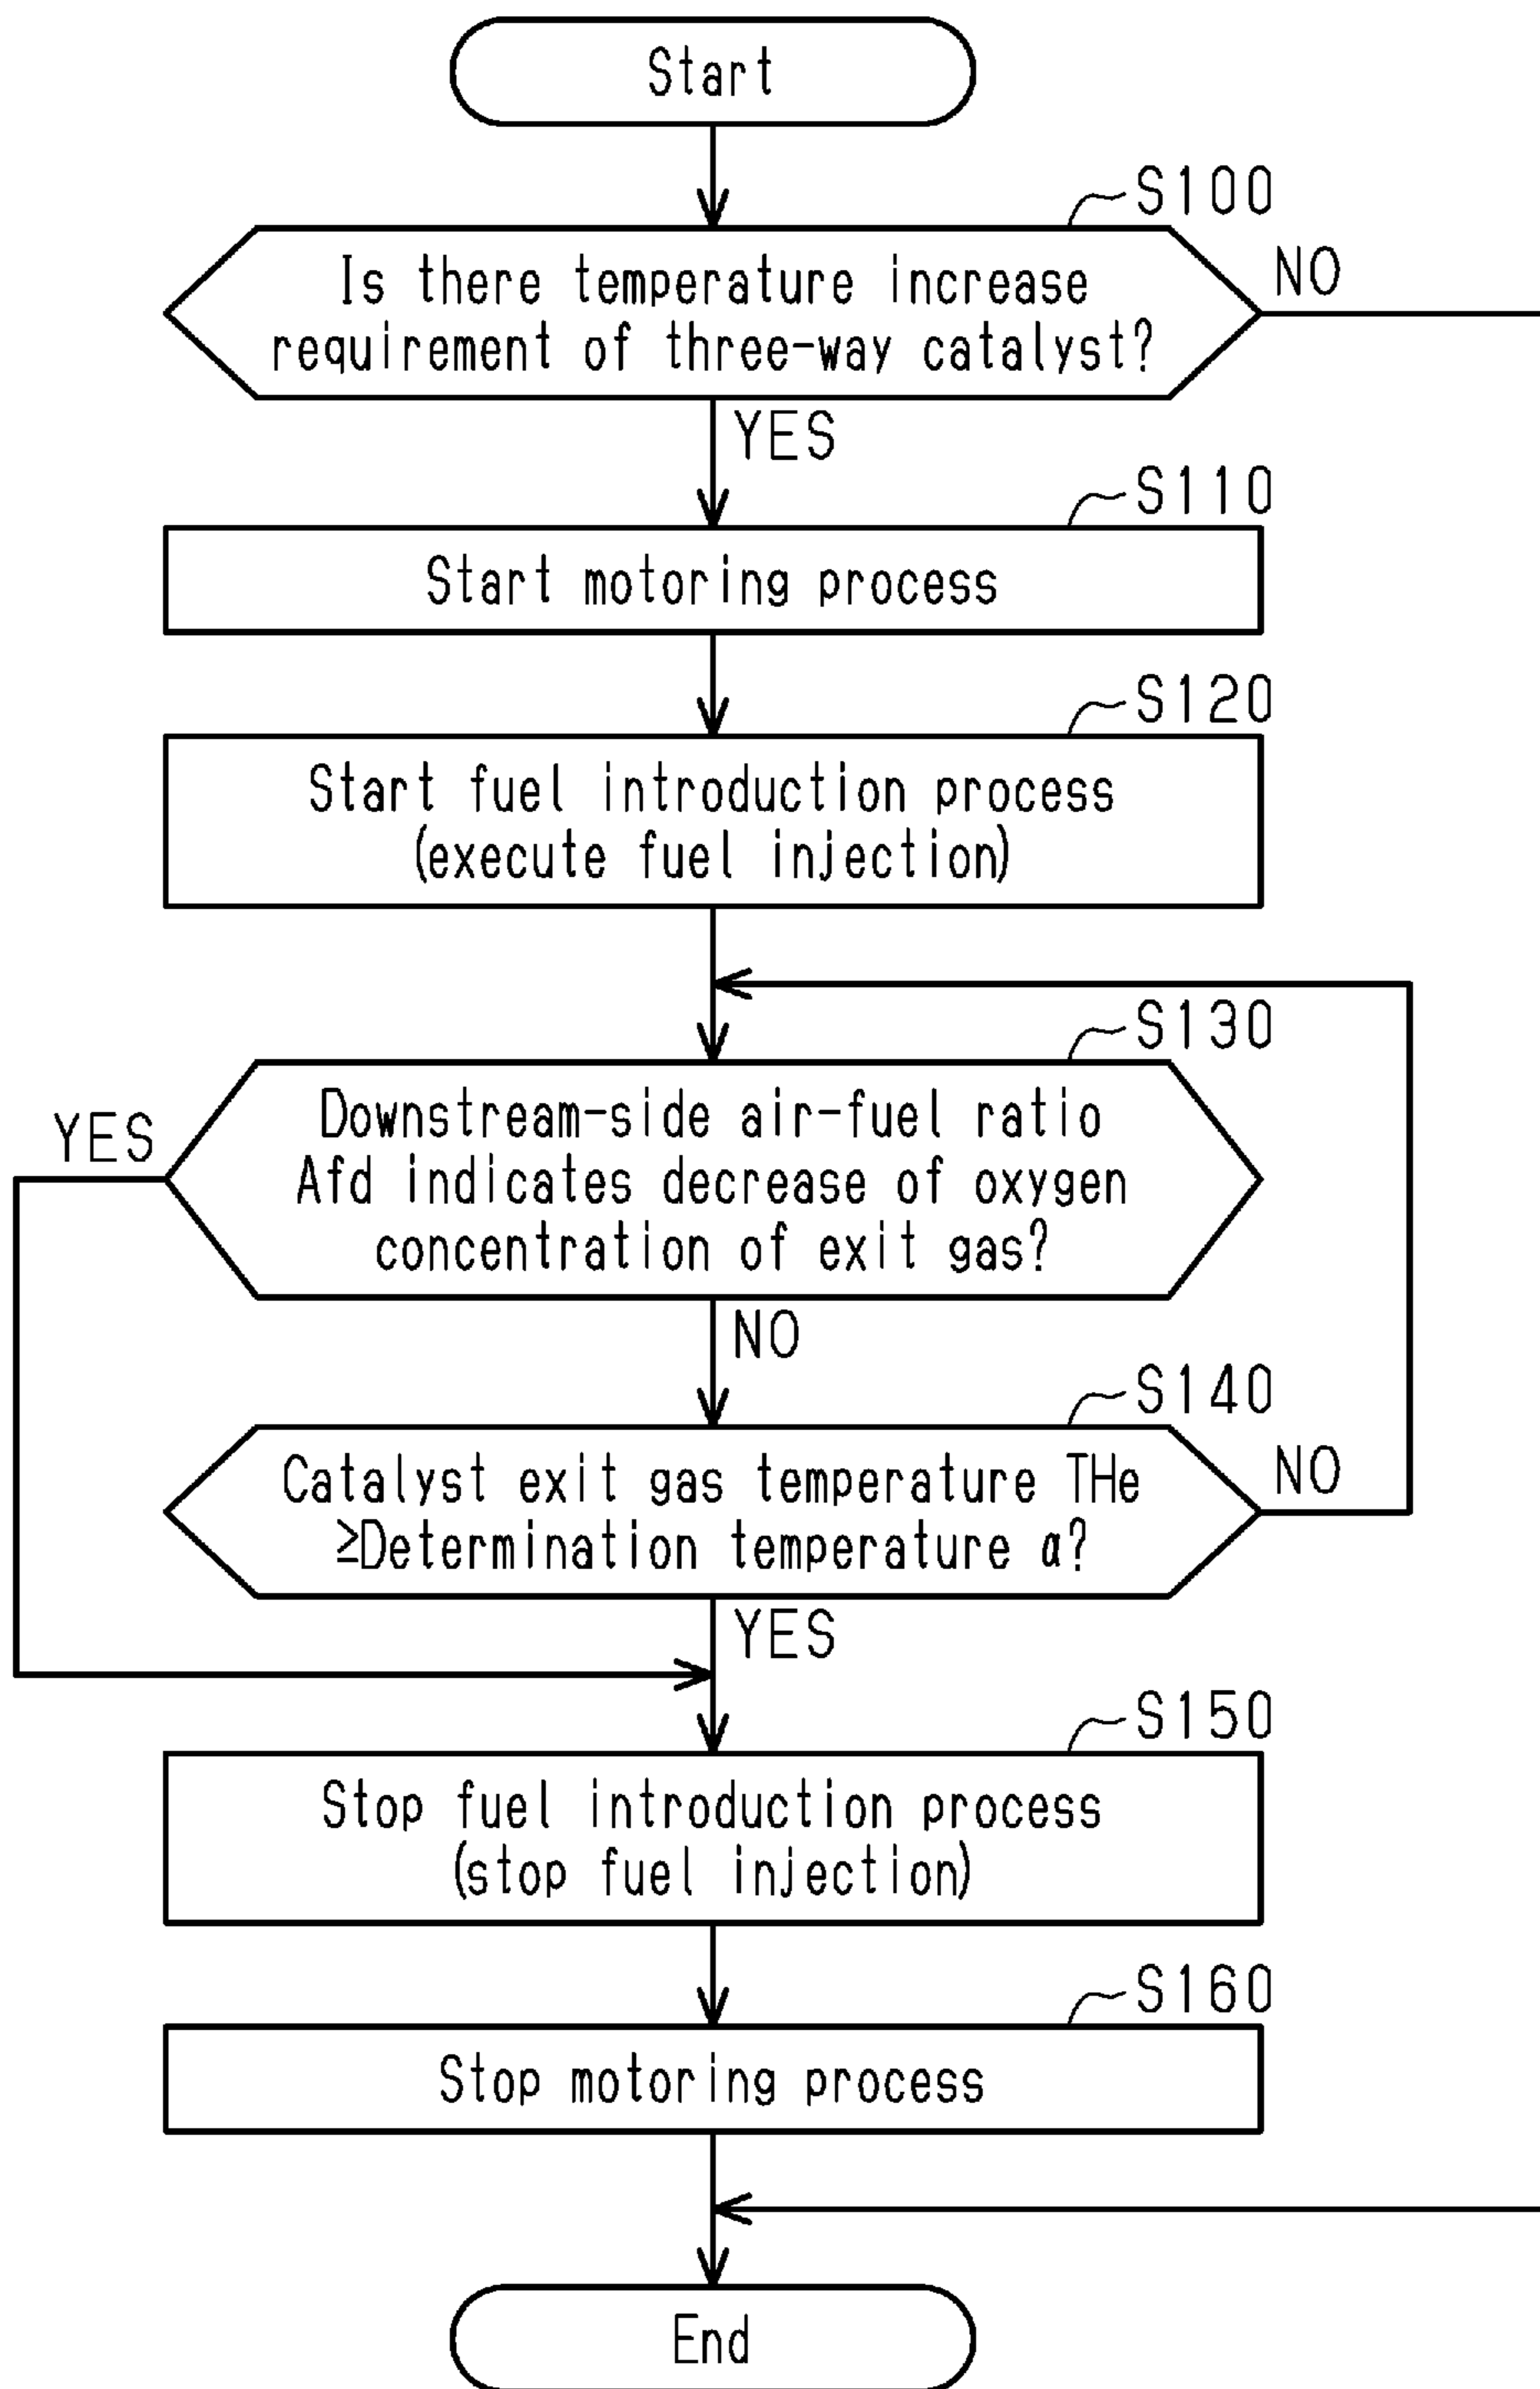 Start
S100
Is there temperature increase
requirement of three-way catalyst?
NO
YES
S110
Start motoring process
S120
Start fuel introduction process
(execute fuel injection)
S130
Downstream-side air-fuel ratio
Afd indicates decrease of oxygen
concentration of exit gas?
YES
NO
S140
Catalyst exit gas temperature THe
≥Determination temperature α?
NO
YES
S150
Stop fuel introduction process
(stop fuel injection)
S160
Stop motoring process
End